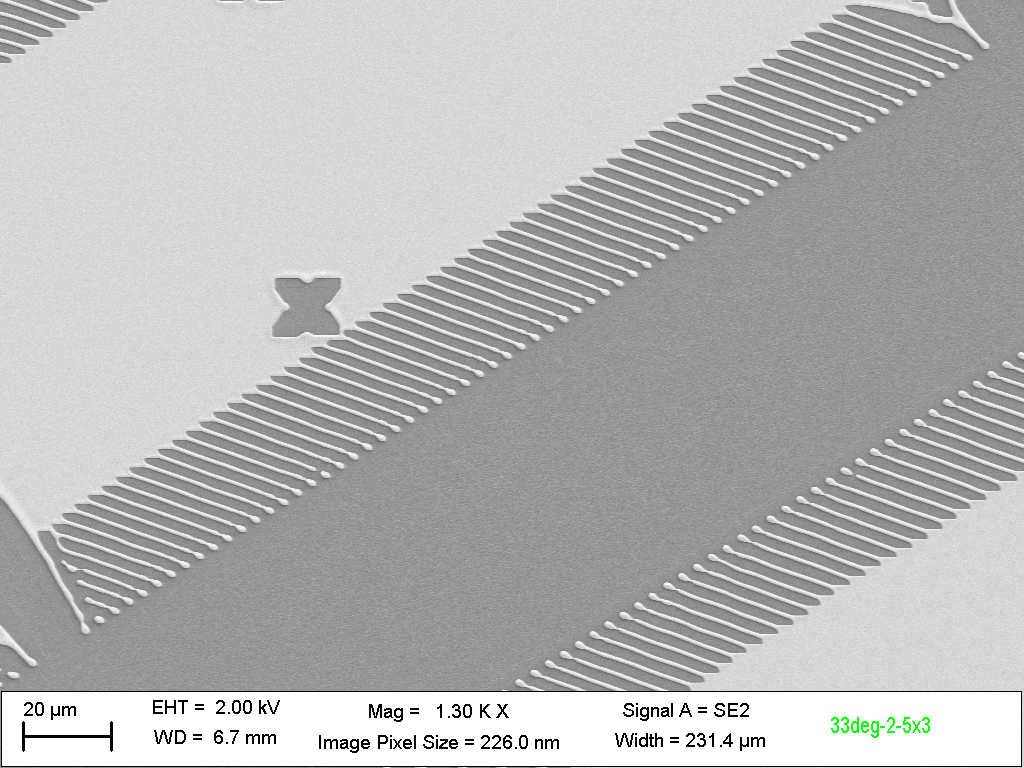 20 µm
EHT = 2.00 kV
WD = 6.7 mm
Mag = 1.30 K X
Image Pixel Size = 226.0 nm
Signal A = SE2
Width = 231.4 µm
33deg-2-5x3